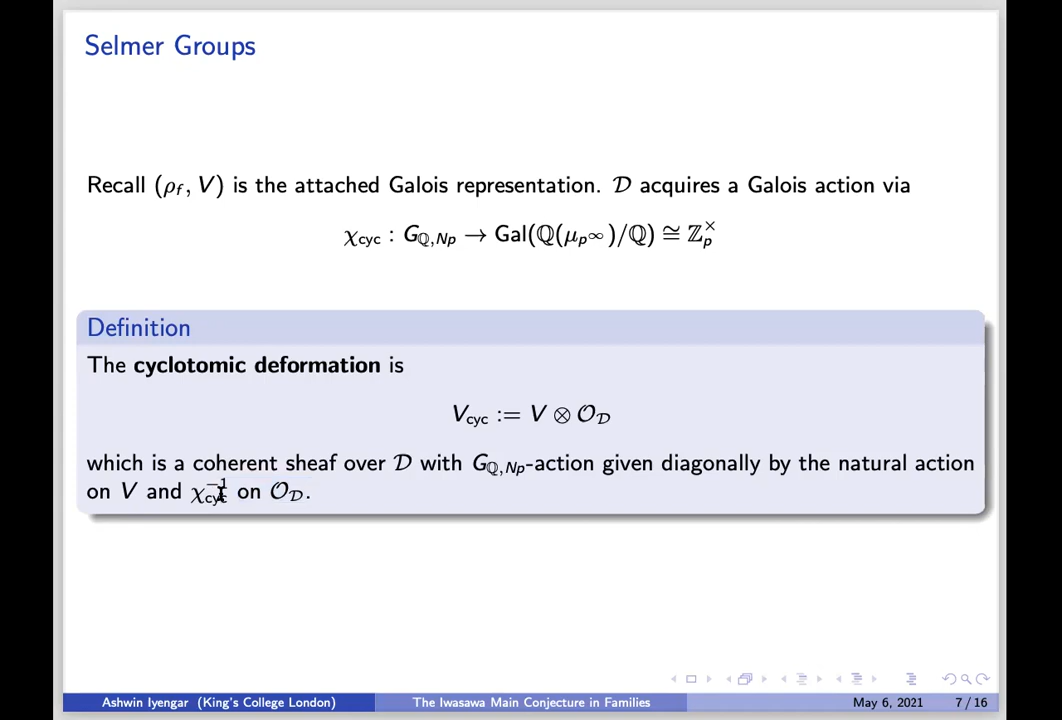 Selmer Groups
Recall (ρ_f, V) is the attached Galois representation. 𝒟 acquires a Galois action via
χ_cyc : G_{ℚ,Np} → Gal(ℚ(μ_{p^∞})/ℚ) ≅ ℤ_p^×
Definition
The cyclotomic deformation is
V_cyc := V ⊗ 𝒪_𝒟
which is a coherent sheaf over 𝒟 with G_{ℚ,Np}-action given diagonally by the natural action
on V and χ_cyc^{-1} on 𝒪_𝒟.
Ashwin Iyengar (King's College London) The Iwasawa Main Conjecture in Families May 6, 2021 7 / 16